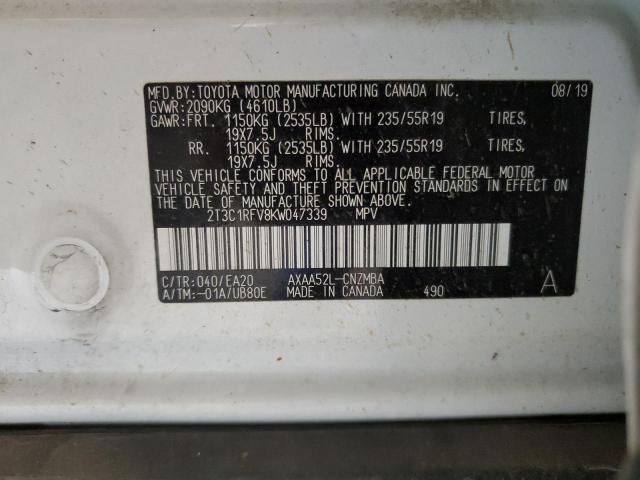 MFD.BY:TOYOTA MOTOR MANUFACTURING CANADA INC. 08/19
GVWR:2090KG (4610LB)
GAWR:FRT. 1150KG (2535LB) WITH 235/55R19 TIRES,
19X7.5J RIMS.
RR. 1150KG (2535LB) WITH 235/55R19 TIRES,
19X7.5J RIMS.
THIS VEHICLE CONFORMS TO ALL APPLICABLE FEDERAL MOTOR
VEHICLE SAFETY AND THEFT PREVENTION STANDARDS IN EFFECT ON
THE DATE OF MANUFACTURE SHOWN ABOVE.
2T3C1RFV8KW047339 MPV
C/TR:040/EA20 AXAA52L-CNZMBA
A/TM:-01A/UB80E MADE IN CANADA 490 A